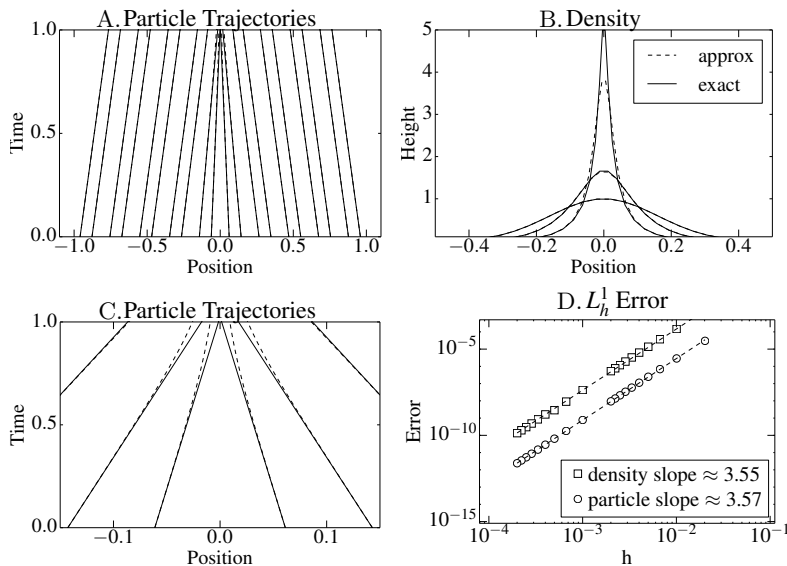 A. Particle Trajectories
1.0
0.5
0.0
Time
−1.0 −0.5 0.0 0.5 1.0
Position
B. Density
5
4
3
2
1
Height
approx
exact
−0.4 −0.2 0.0 0.2 0.4
Position
C. Particle Trajectories
1.0
0.5
0.0
Time
−0.1 0.0 0.1
Position
D. L¹ₕ Error
10⁻⁵
10⁻¹⁰
10⁻¹⁵
Error
density slope ≈ 3.55
particle slope ≈ 3.57
10⁻⁴ 10⁻³ 10⁻² 10⁻¹
h